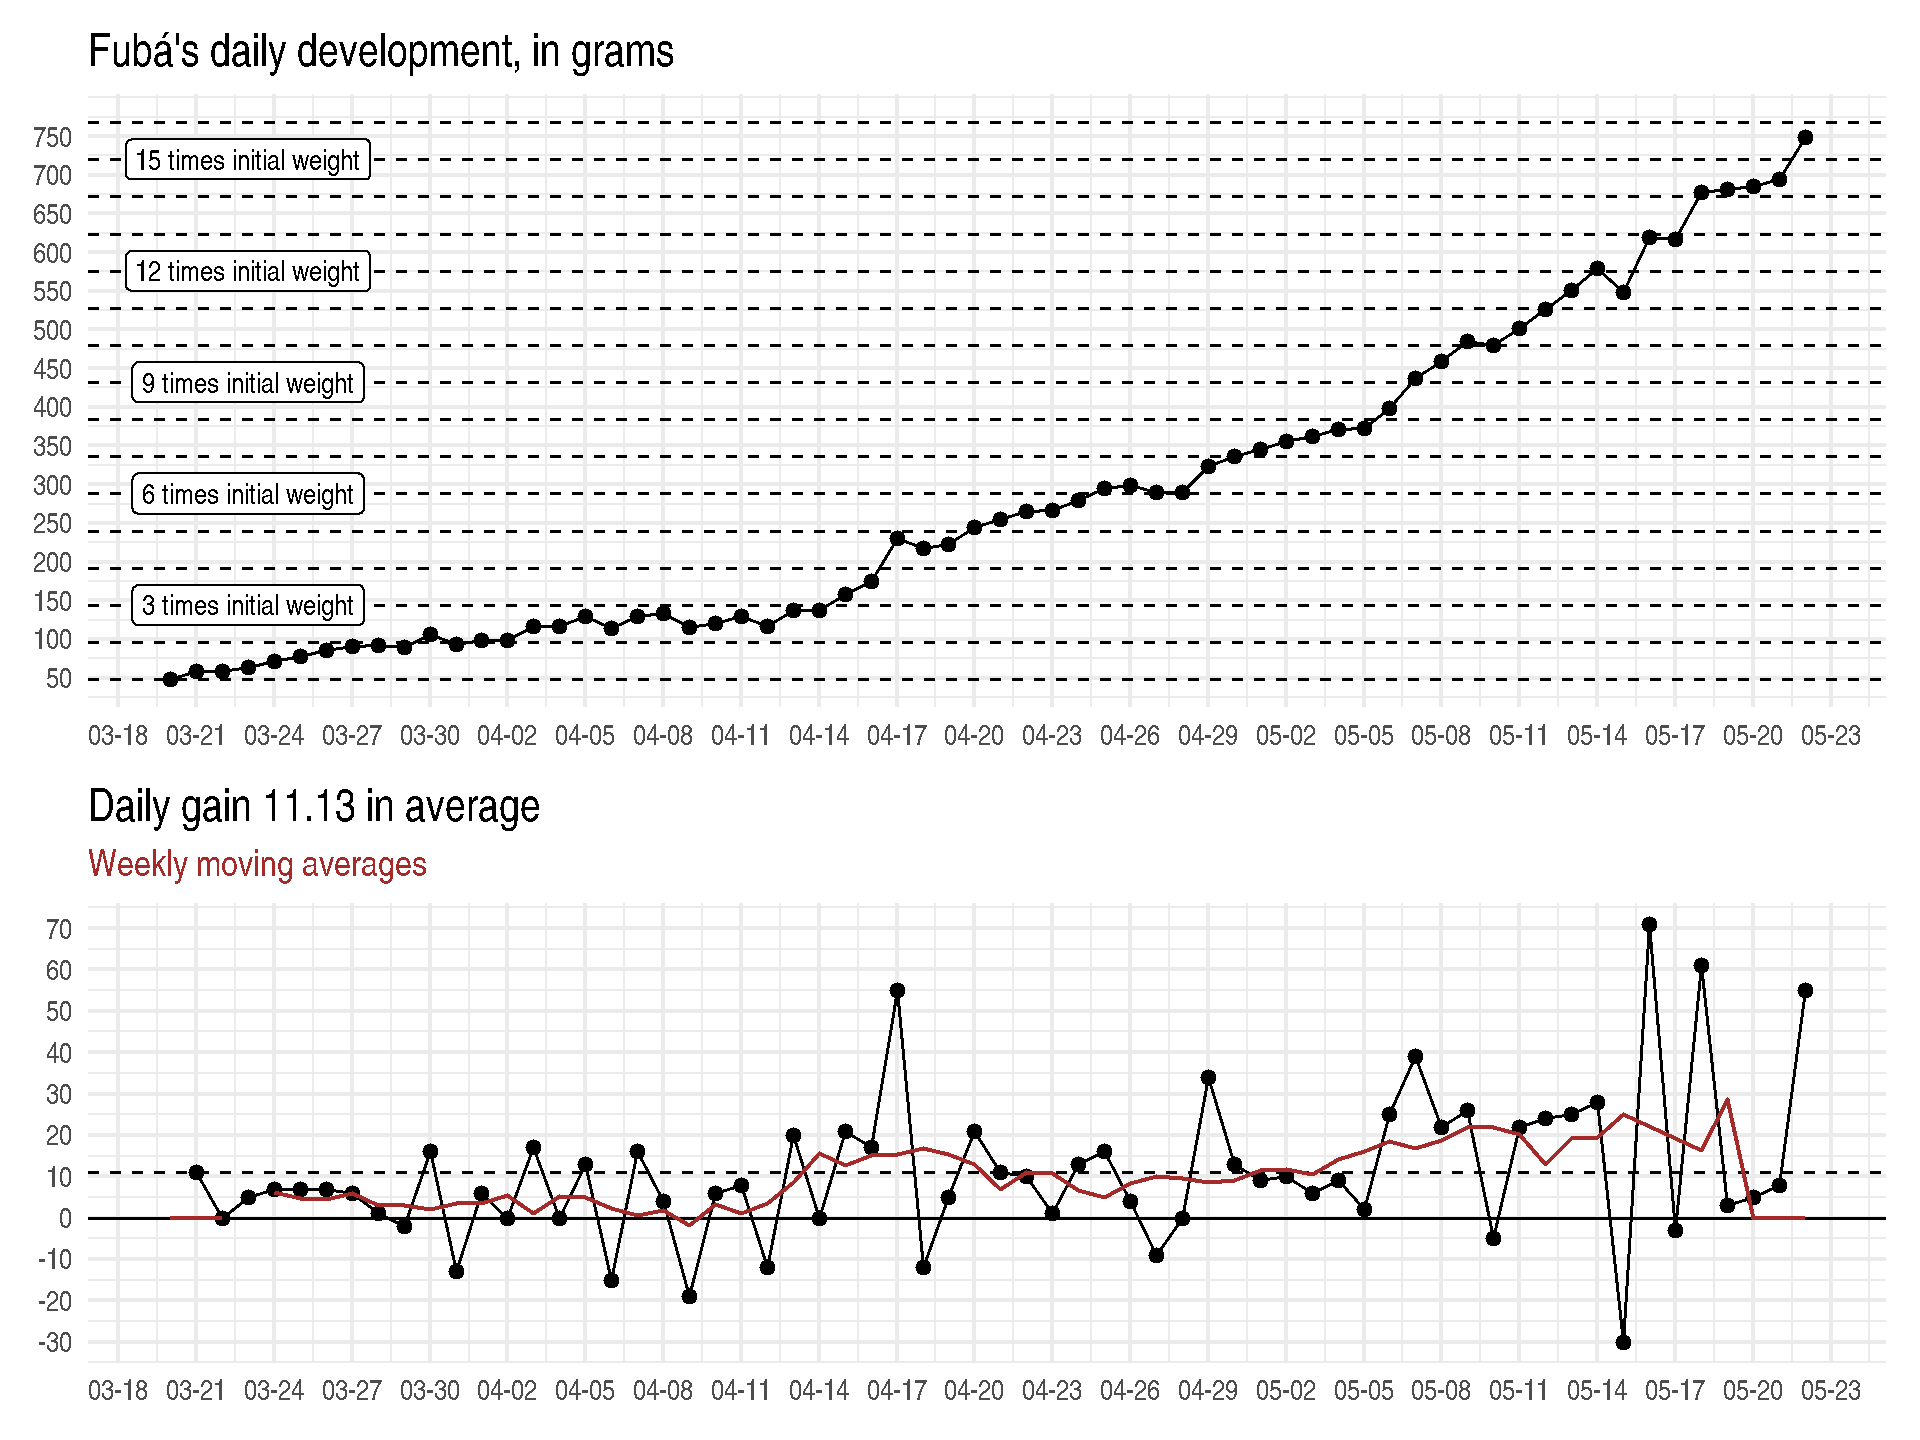 Fubá's daily development, in grams
750
700
650
600
550
500
450
400
350
300
250
200
150
100
50
15 times initial weight
12 times initial weight
9 times initial weight
6 times initial weight
3 times initial weight
03-18 03-21 03-24 03-27 03-30 04-02 04-05 04-08 04-11 04-14 04-17 04-20 04-23 04-26 04-29 05-02 05-05 05-08 05-11 05-14 05-17 05-20 05-23
Daily gain 11.13 in average
Weekly moving averages
70
60
50
40
30
20
10
0
-10
-20
-30
03-18 03-21 03-24 03-27 03-30 04-02 04-05 04-08 04-11 04-14 04-17 04-20 04-23 04-26 04-29 05-02 05-05 05-08 05-11 05-14 05-17 05-20 05-23